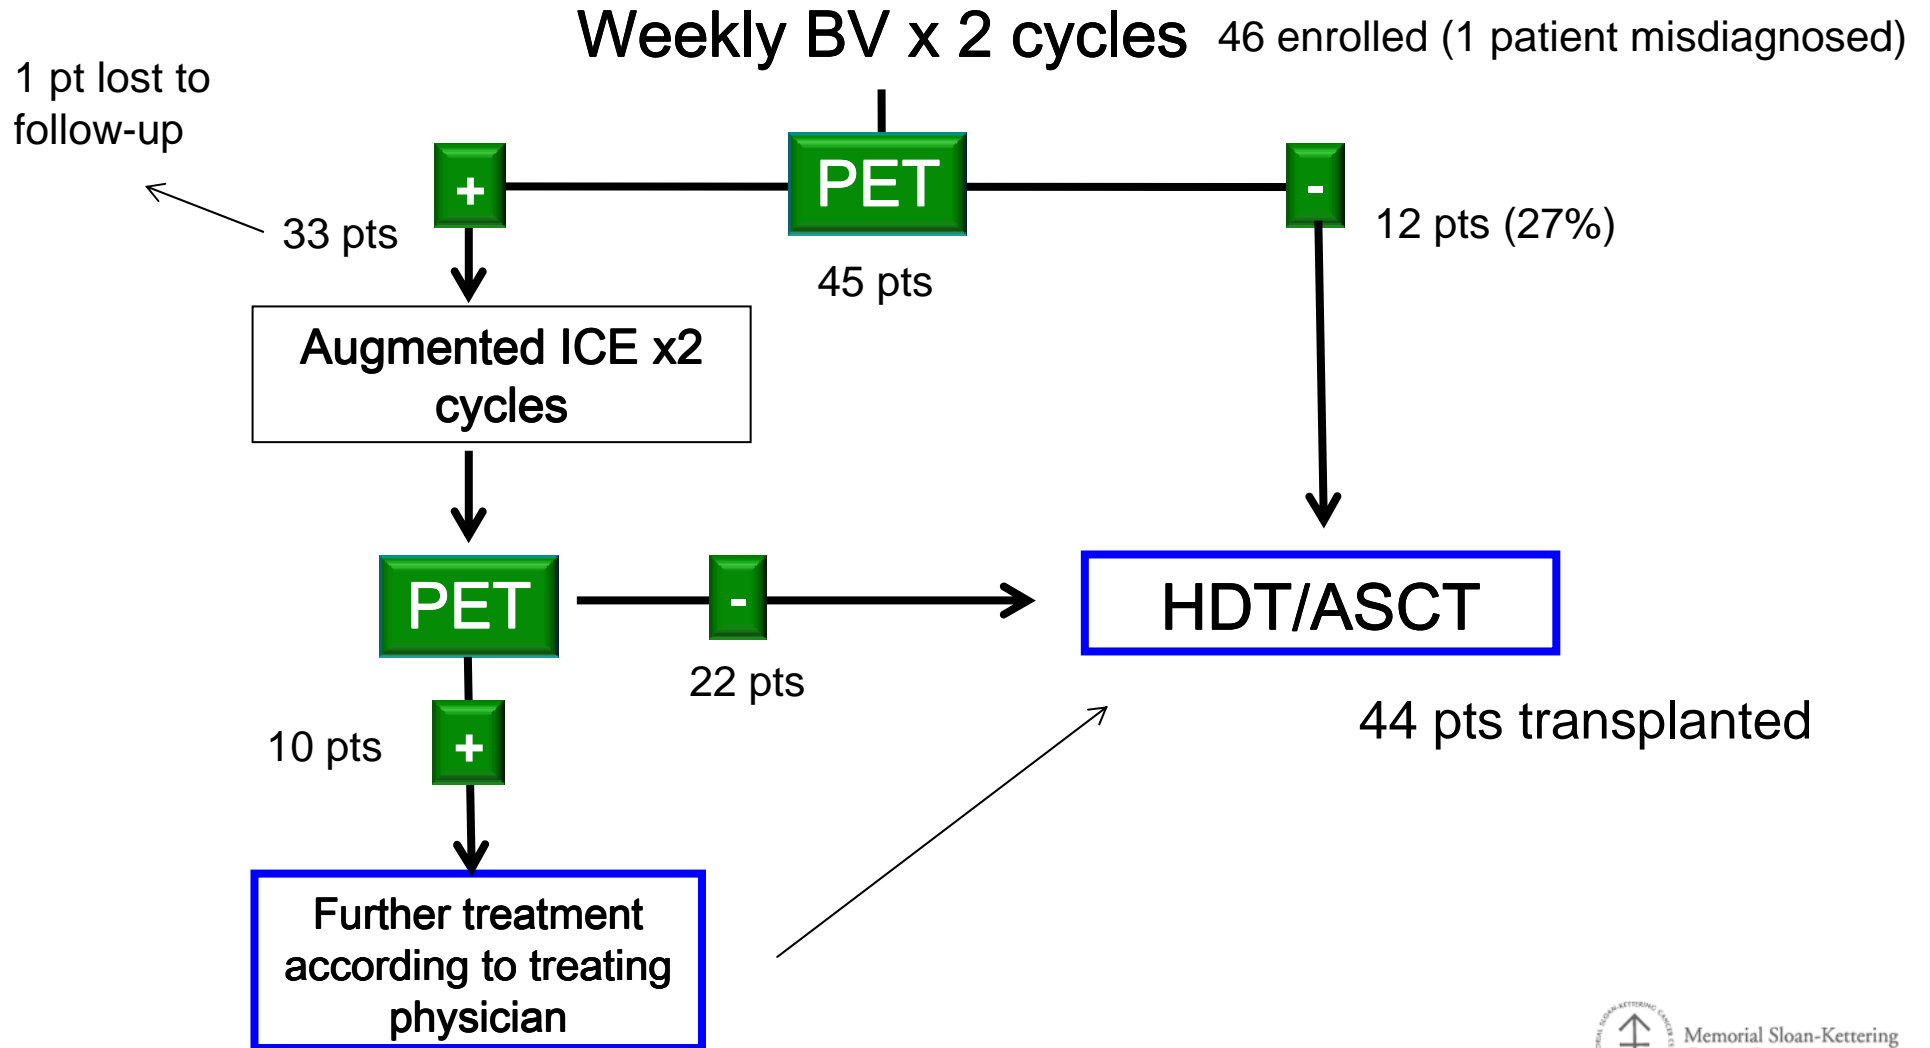 Weekly BV x 2 cycles 46 enrolled (1 patient misdiagnosed)
1 pt lost to
follow-up
+
PET
-
33 pts
12 pts (27%)
45 pts
Augmented ICE x2
cycles
PET
-
HDT/ASCT
22 pts
44 pts transplanted
10 pts
+
Further treatment
according to treating
physician
Memorial Sloan-Kettering